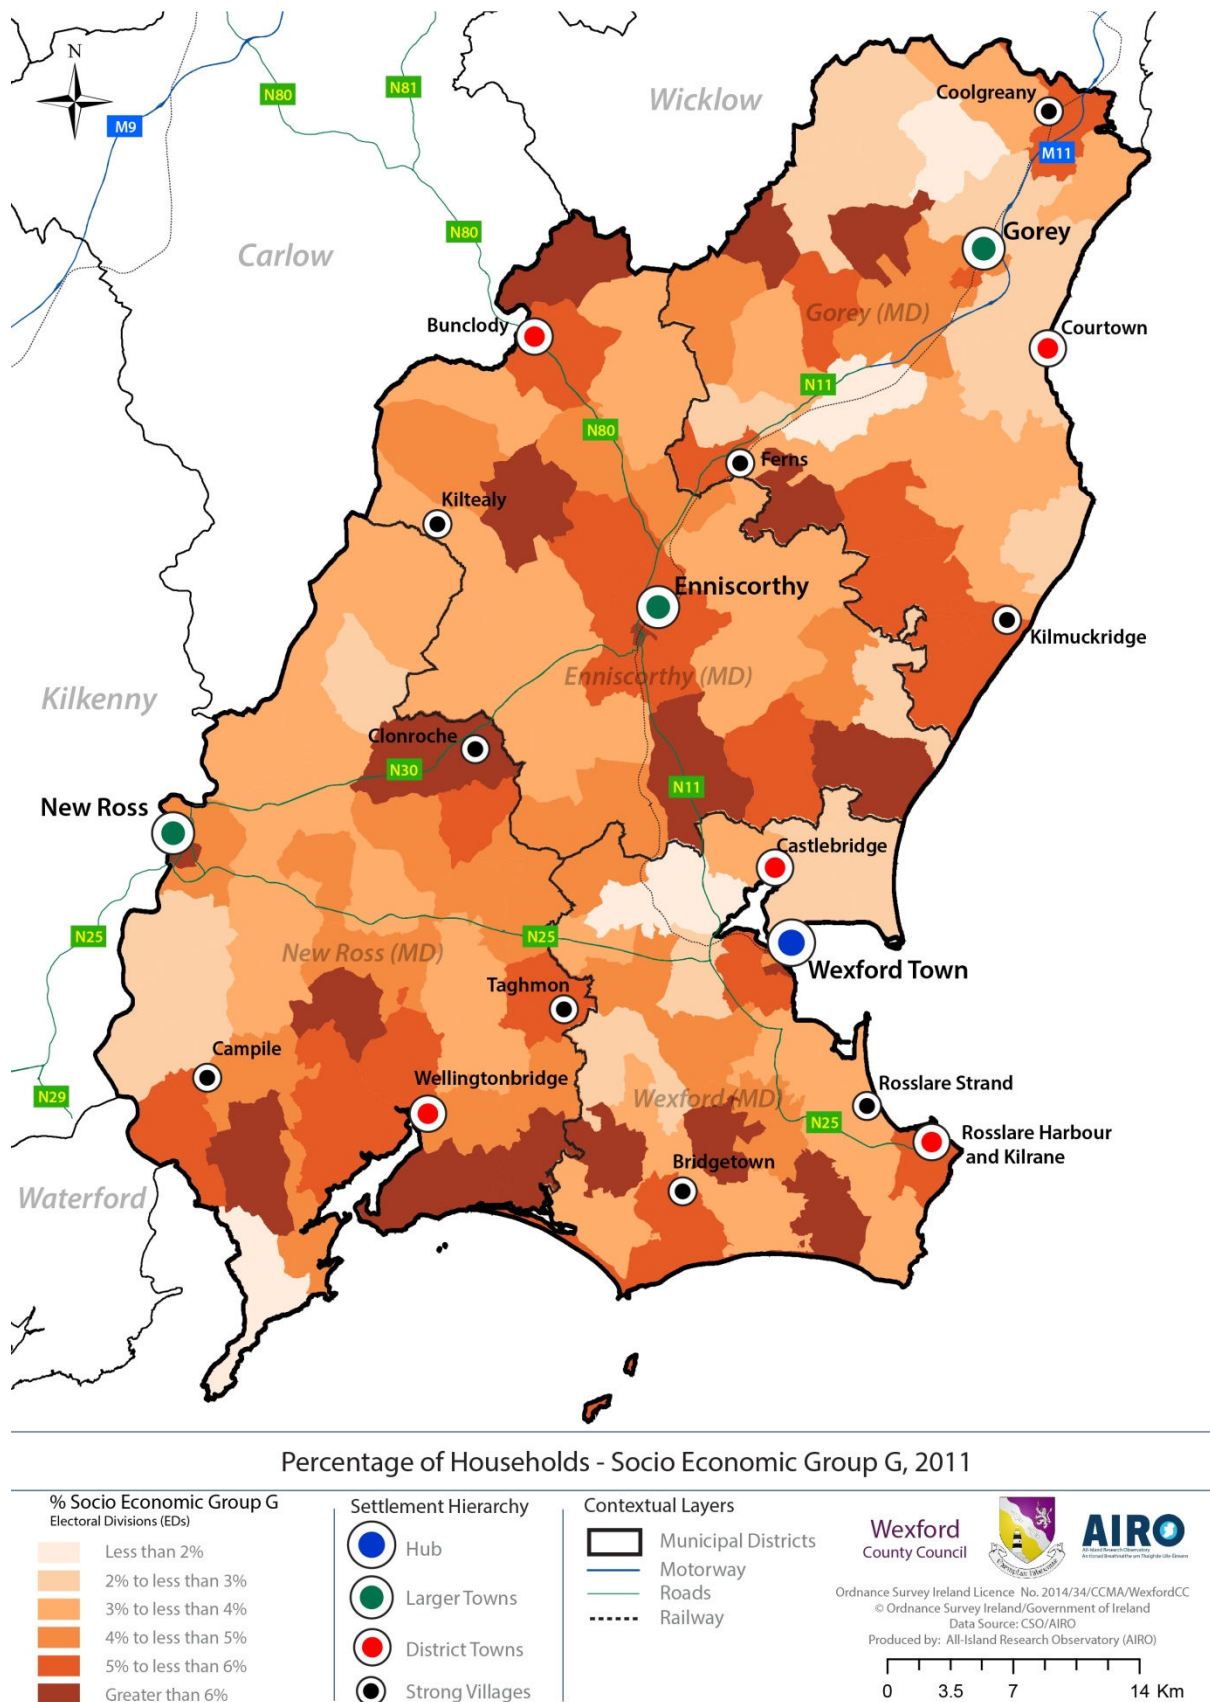 N
N80
N81
Wicklow
Coolgreany
M9
M11
N80
Gorey
Carlow
Gorey (MD)
Bunclody
Courtown
N11
N80
Ferns
Kiltealy
Enniscorthy
Kilmuckridge
Enniscorthy (MD)
Kilkenny
Clonroche
N30
N11
New Ross
Castlebridge
N25
N25
New Ross (MD)
Wexford Town
Taghmon
Campile
Wellingtonbridge
Rosslare Strand
N29
Wexford (MD)
N25
Rosslare Harbour
and Kilrane
Bridgetown
Waterford
Percentage of Households - Socio Economic Group G, 2011
% Socio Economic Group G
Electoral Divisions (EDs)
Less than 2%
2% to less than 3%
3% to less than 4%
4% to less than 5%
5% to less than 6%
Greater than 6%
Settlement Hierarchy
Hub
Larger Towns
District Towns
Strong Villages
Contextual Layers
Municipal Districts
Motorway
Roads
Railway
Wexford
County Council
AIRO
All-Island Research Observatory
Ordnance Survey Ireland Licence No. 2014/34/CCMA/WexfordCC
© Ordnance Survey Ireland/Government of Ireland
Data Source: CSO/AIRO
Produced by: All-Island Research Observatory (AIRO)
0 3.5 7 14 Km